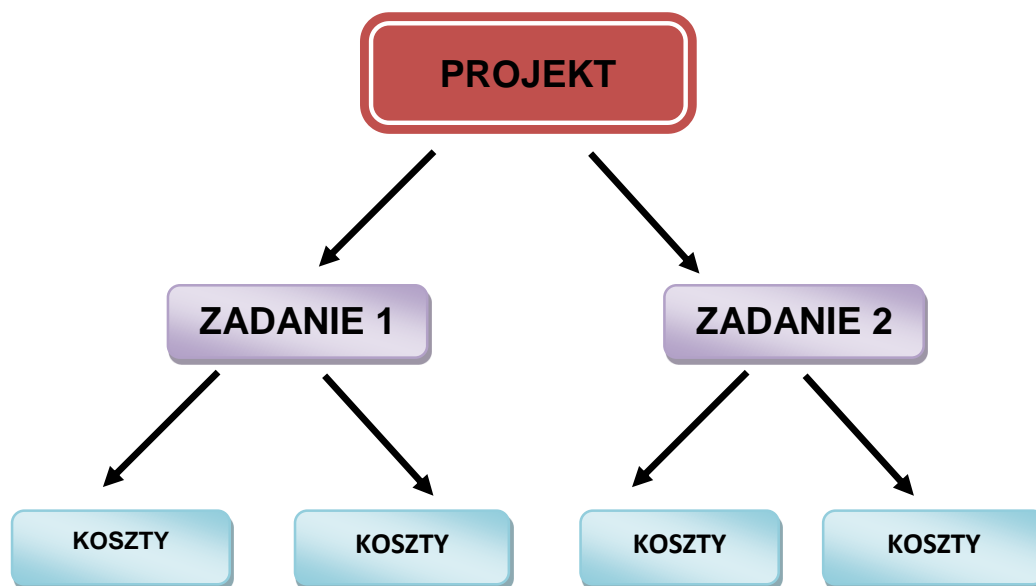 PROJEKT
ZADANIE 1
ZADANIE 2
KOSZTY
KOSZTY
KOSZTY
KOSZTY